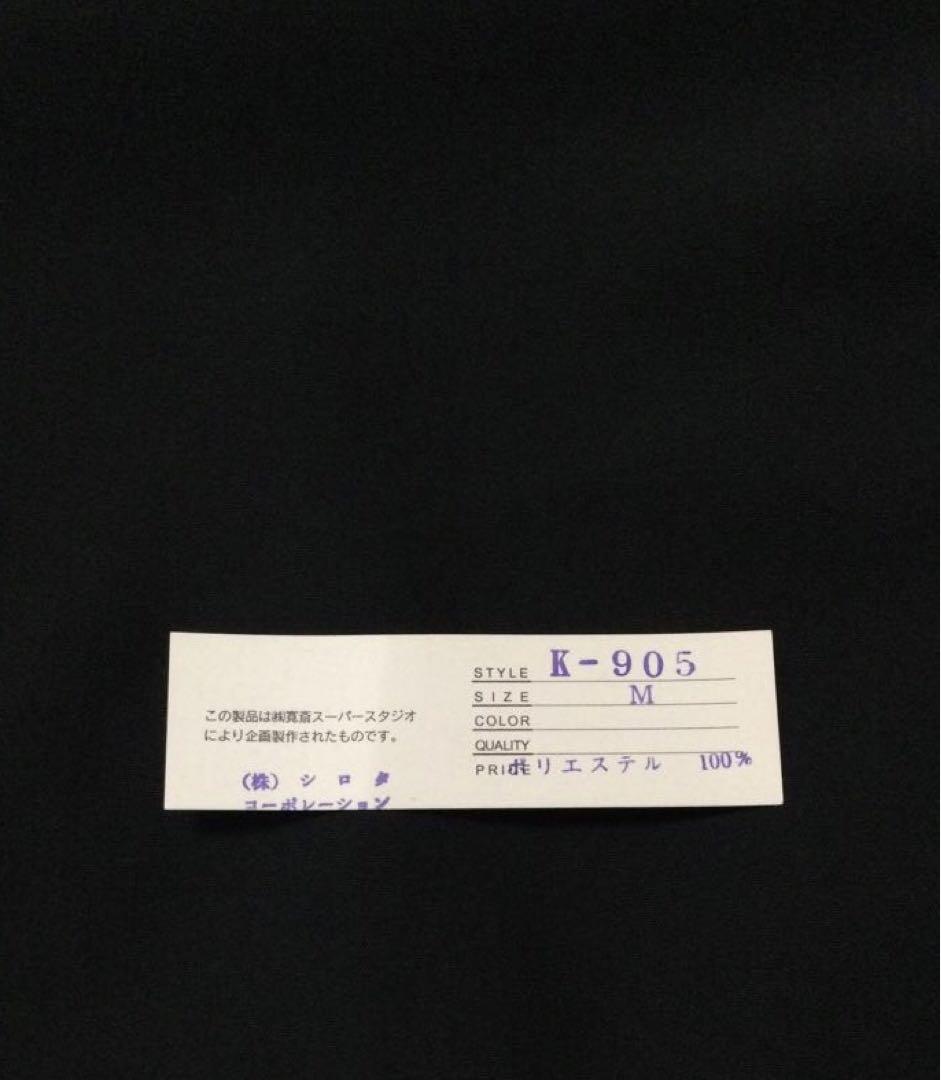 この製品は㈱寛斎スーパースタジオ
により企画製作されたものです。
(株) シロタ
コーポレーション
STYLE K-905
SIZE M
COLOR
QUALITY
PRICE ポリエステル 100%